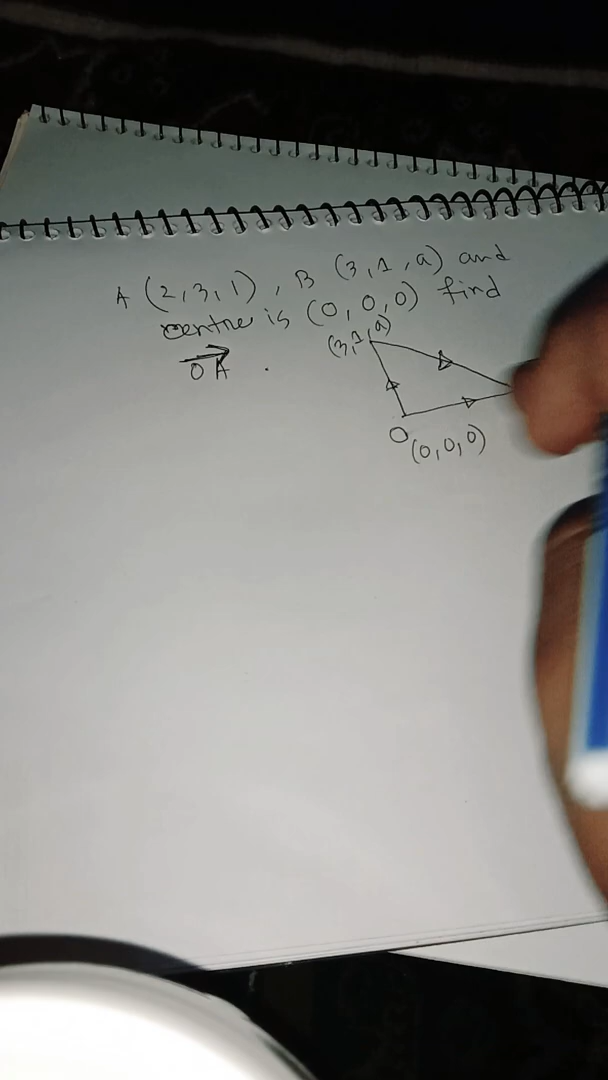 A (2,3,1), B (3,1,a) and
centre is (0,0,0) find
OA .
(3,1,a)
O
(0,0,0)